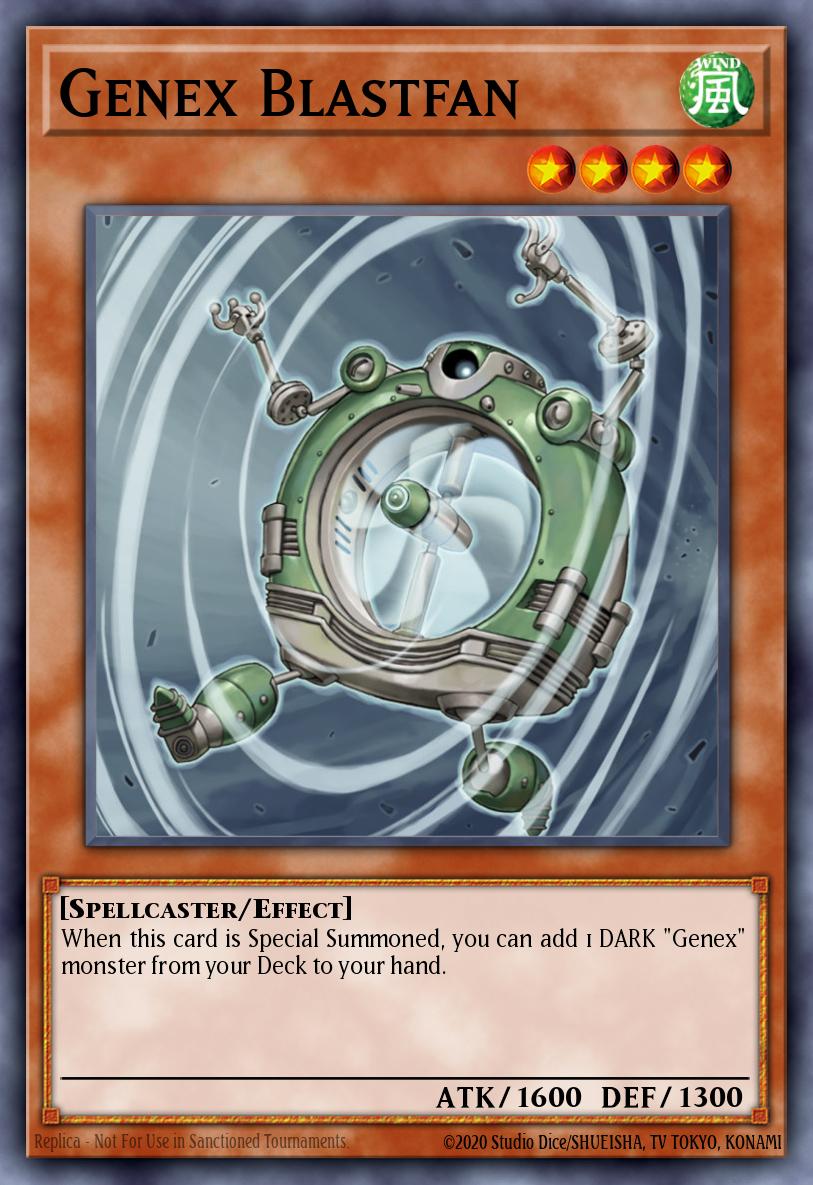 Genex Blastfan
WIND
風
[Spellcaster/Effect]
When this card is Special Summoned, you can add 1 DARK "Genex"
monster from your Deck to your hand.
ATK/1600 DEF/1300
Replica - Not For Use in Sanctioned Tournaments.
©2020 Studio Dice/SHUEISHA, TV TOKYO, KONAMI